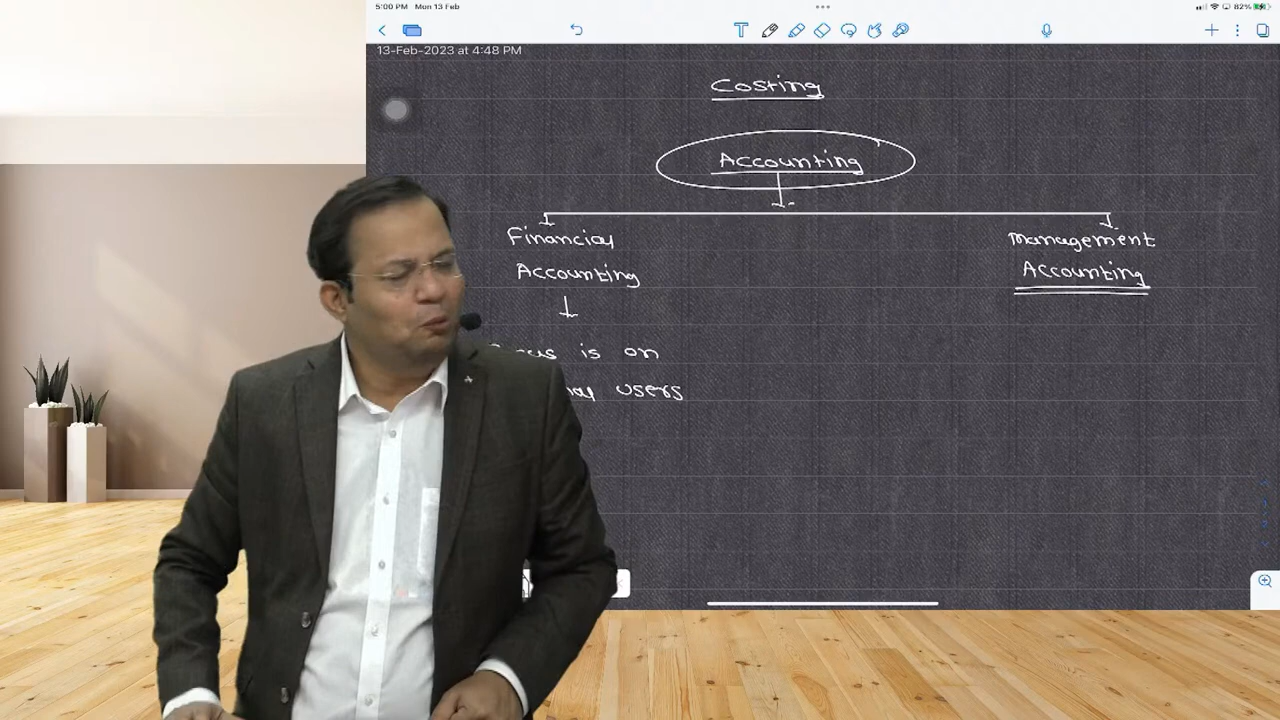 5:00 PM Mon 13 Feb
82%
13-Feb-2023 at 4:48 PM
Costing
Accounting
Financial
Accounting
Management
Accounting
is on
users